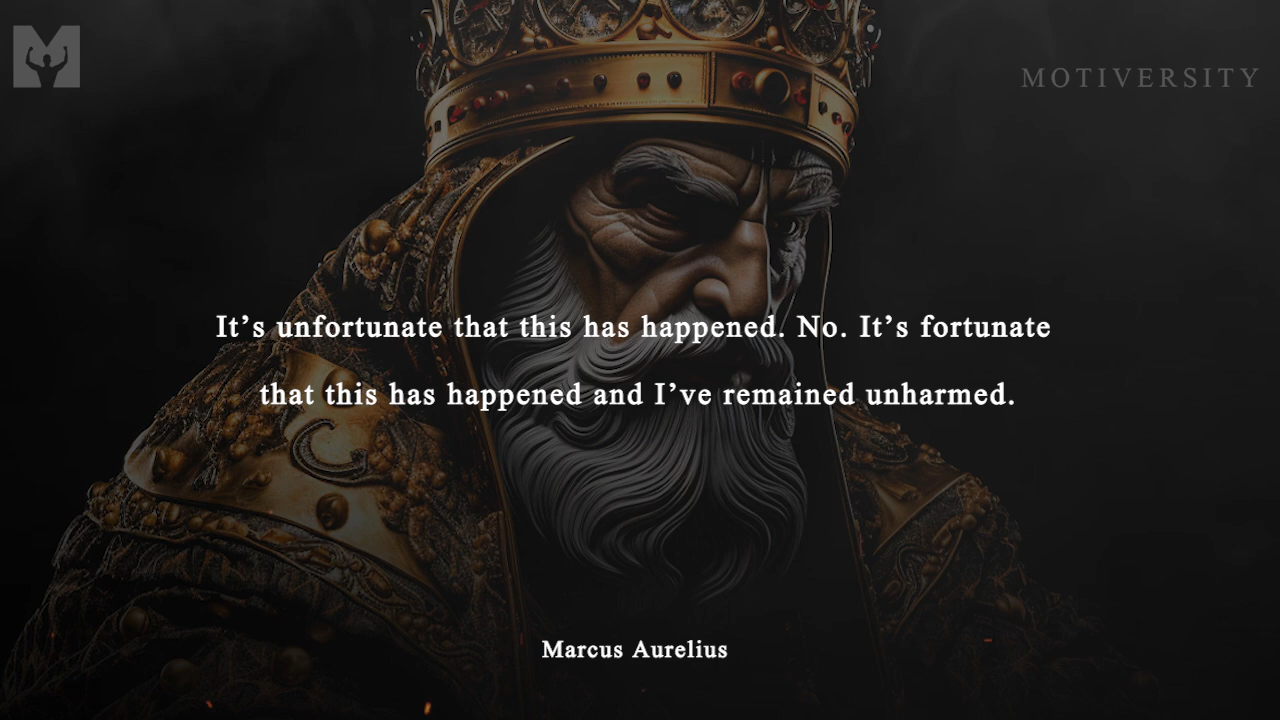 MOTIVERSITY
It’s unfortunate that this has happened. No. It’s fortunate
that this has happened and I’ve remained unharmed.
Marcus Aurelius